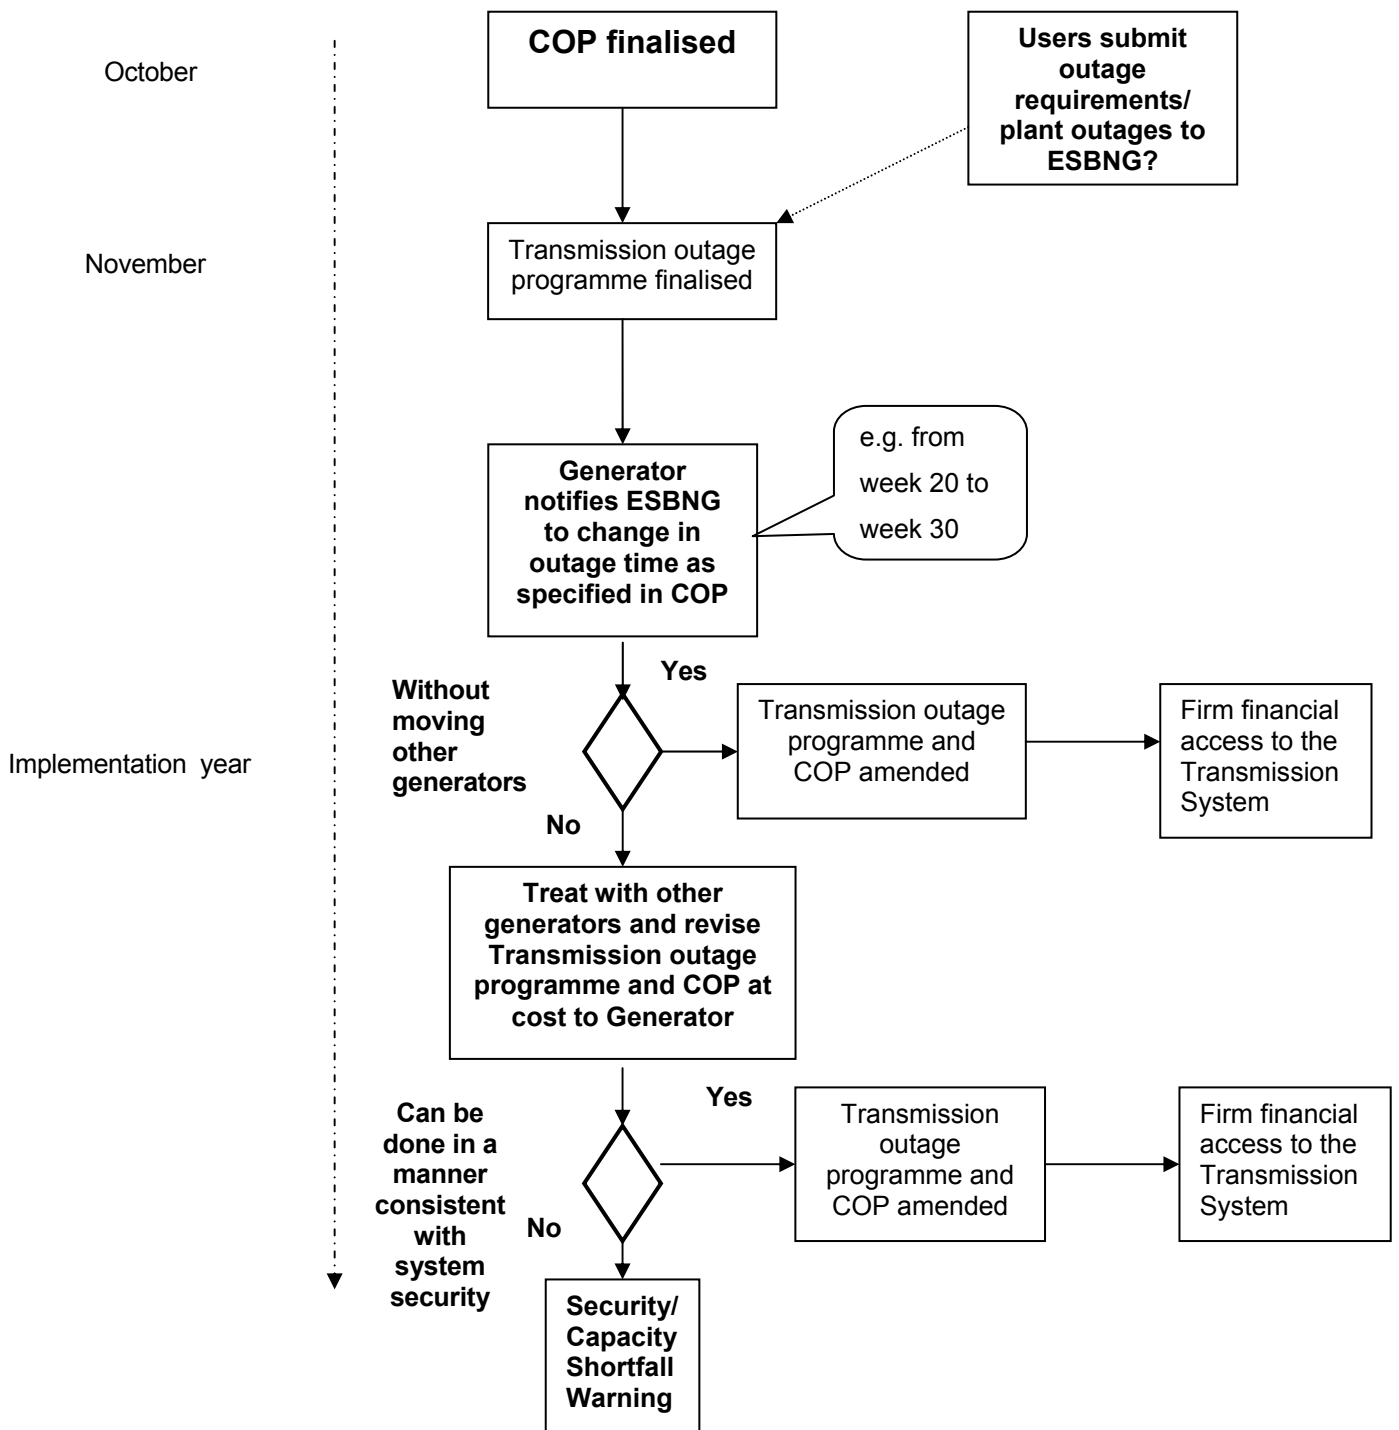 October
COP finalised
Users submit
outage
requirements/
plant outages to
ESBNG?
November
Transmission outage
programme finalised
Generator
notifies ESBNG
to change in
outage time as
specified in COP
e.g. from
week 20 to
week 30
Implementation year
Without
moving
other
generators
Yes
Transmission outage
programme and
COP amended
Firm financial
access to the
Transmission
System
No
Treat with other
generators and revise
Transmission outage
programme and COP at
cost to Generator
Can be
done in a
manner
consistent
with
system
security
Yes
Transmission
outage
programme and
COP amended
Firm financial
access to the
Transmission
System
No
Security/
Capacity
Shortfall
Warning